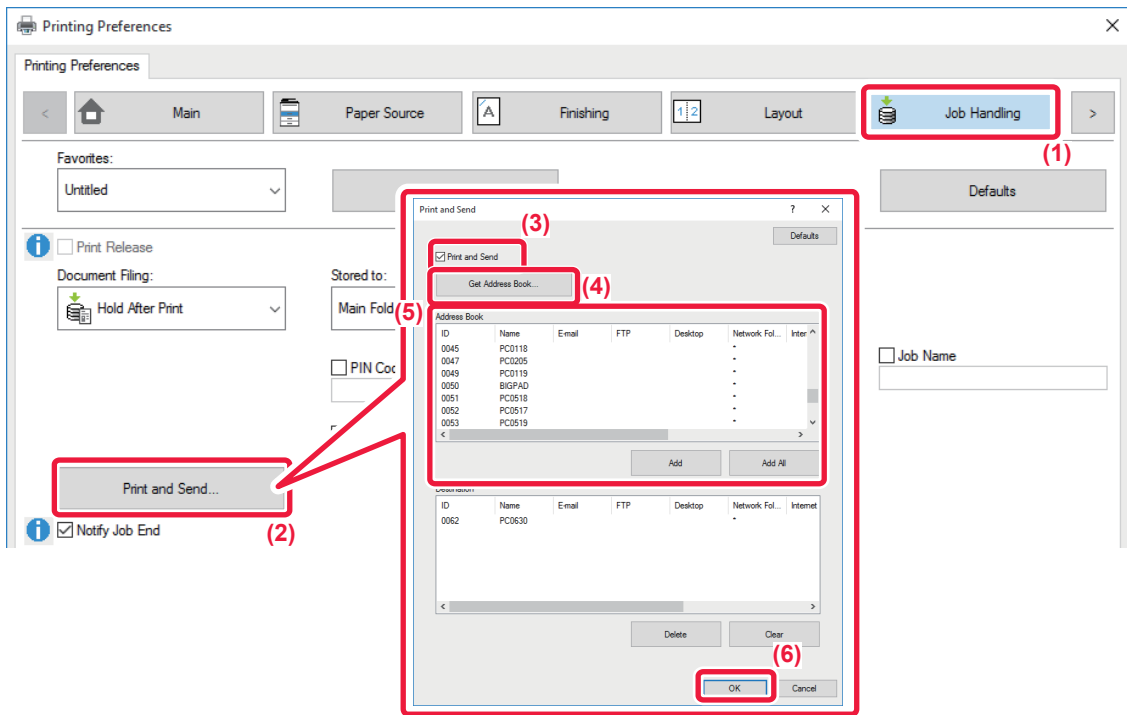 Printing Preferences
Printing Preferences
< Main Paper Source Finishing Layout Job Handling >
(1)
Favorites:
Untitled
Defaults
Print Release
Document Filing:
Hold After Print
Stored to:
Main Fold
PIN Coc
Job Name
Print and Send...
(2)
Notify Job End
Print and Send ? ×
(3)
Defaults
Print and Send
Get Address Book...
(4)
(5)
Address Book
ID Name E-mail FTP Desktop Network Fol... Inter
0045 PC0118 *
0047 PC0205 *
0049 PC0119 *
0050 BIGPAD *
0051 PC0518 *
0052 PC0517 *
0053 PC0519 *
Add Add All
Destination
ID Name E-mail FTP Desktop Network Fol... Internet
0062 PC0630 *
Delete Clear
(6)
OK Cancel